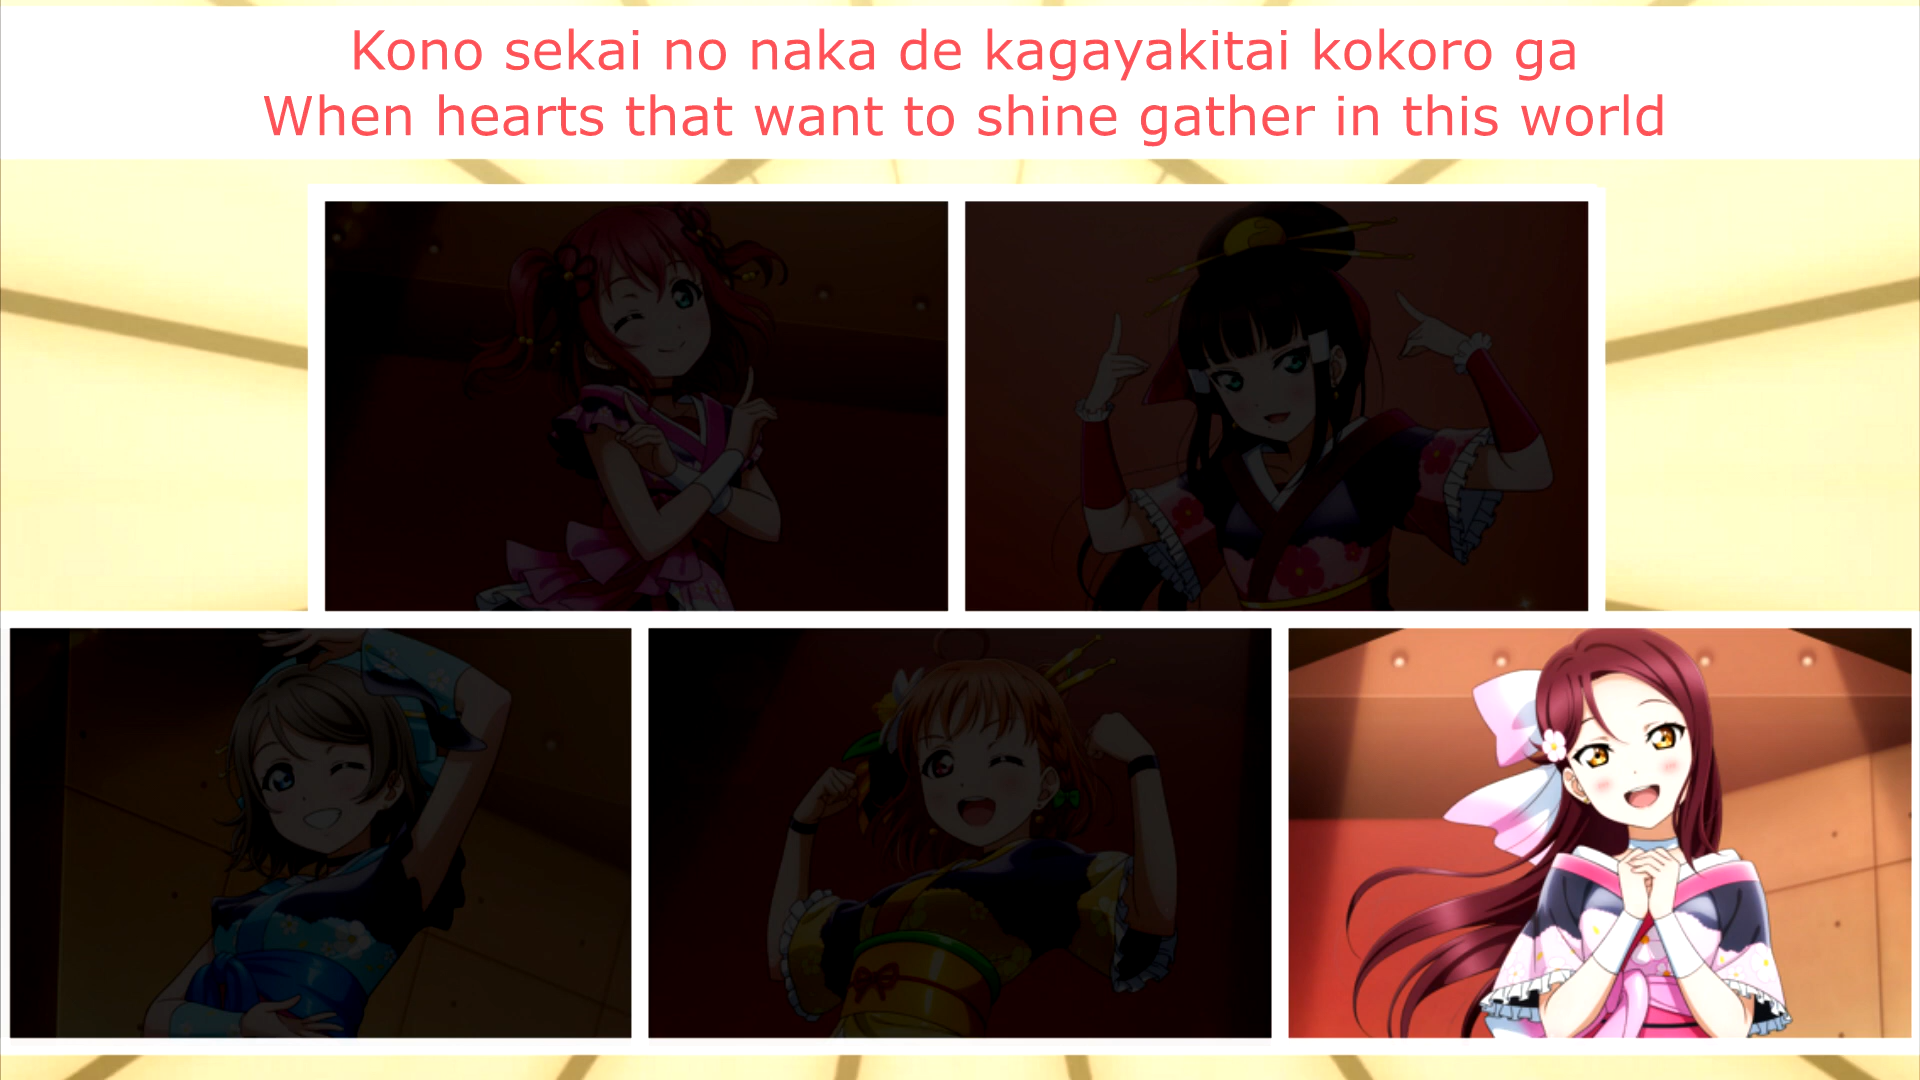 Kono sekai no naka de kagayakitai kokoro ga
When hearts that want to shine gather in this world